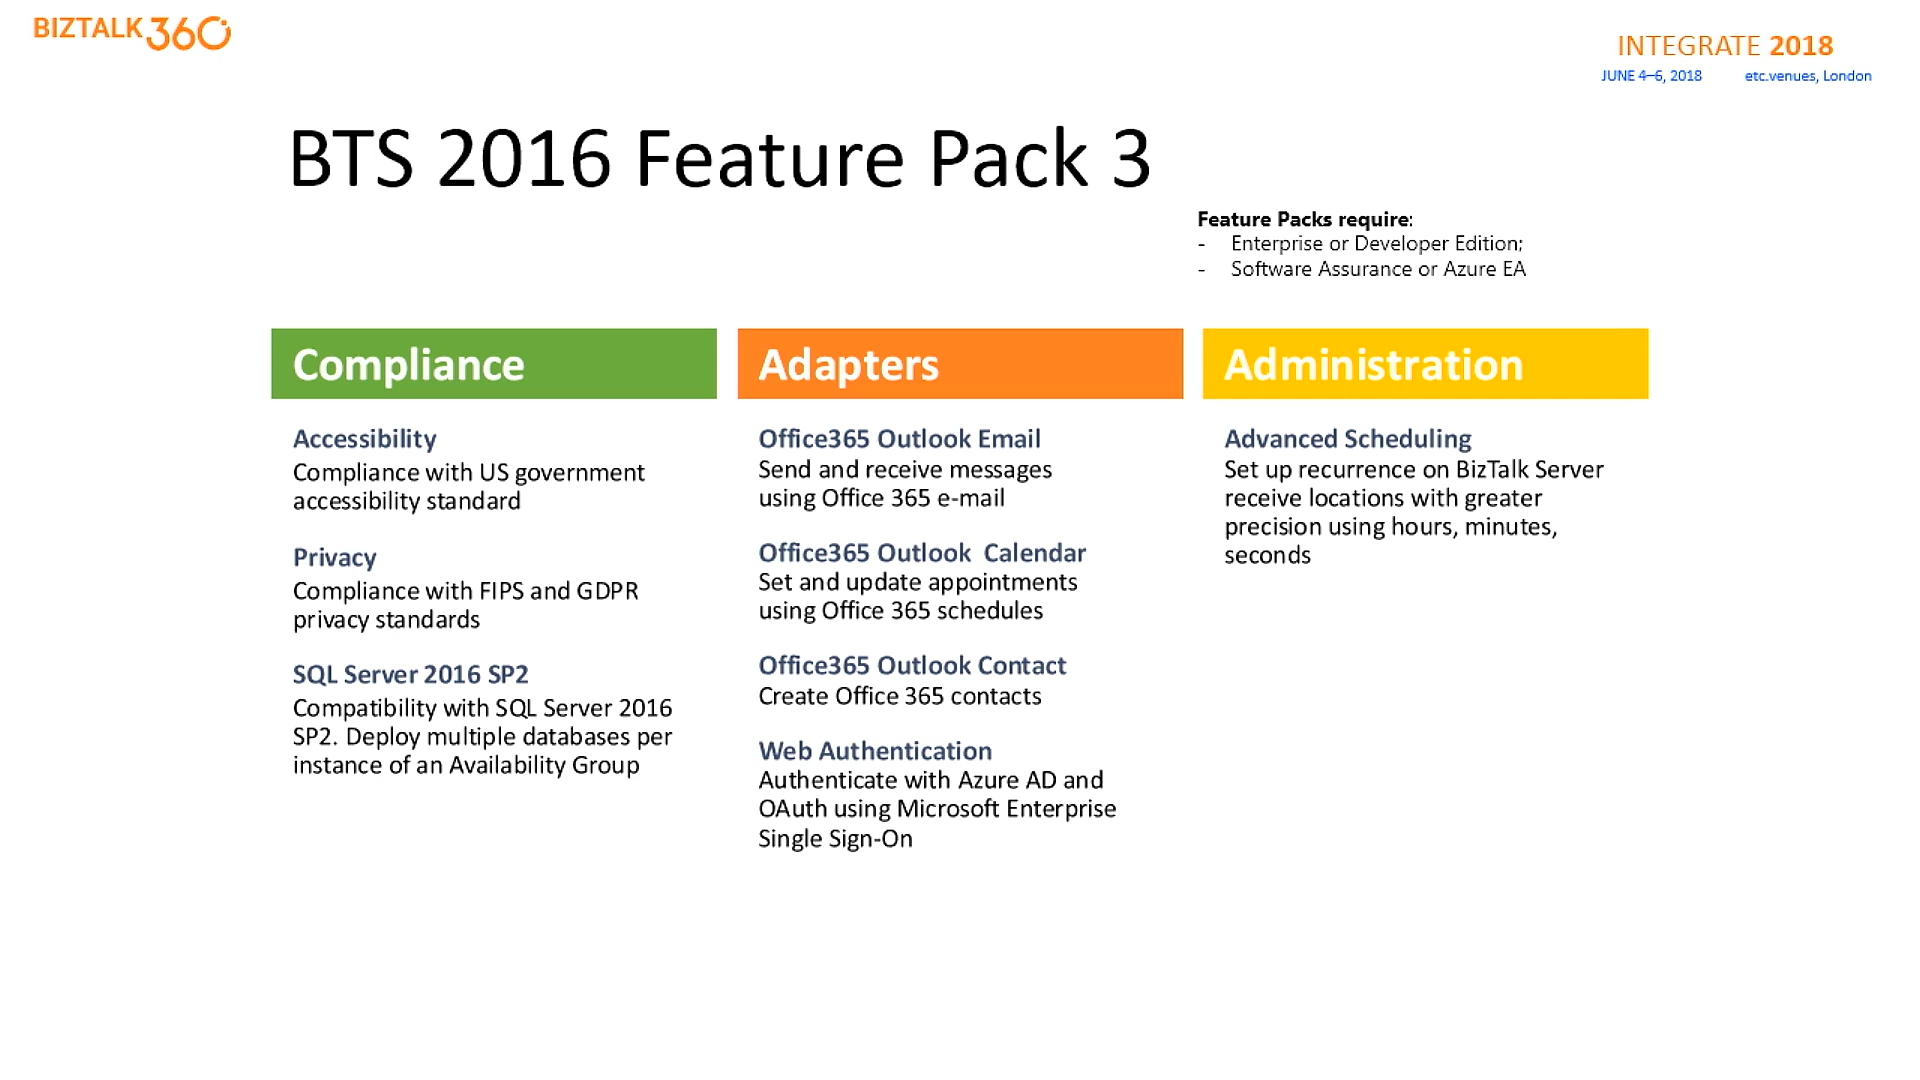 BIZTALK360
INTEGRATE 2018
JUNE 4–6, 2018 etc.venues, London
BTS 2016 Feature Pack 3
Feature Packs require:
- Enterprise or Developer Edition;
- Software Assurance or Azure EA
Compliance
Accessibility
Compliance with US government
accessibility standard
Privacy
Compliance with FIPS and GDPR
privacy standards
SQL Server 2016 SP2
Compatibility with SQL Server 2016
SP2. Deploy multiple databases per
instance of an Availability Group
Adapters
Office365 Outlook Email
Send and receive messages
using Office 365 e-mail
Office365 Outlook  Calendar
Set and update appointments
using Office 365 schedules
Office365 Outlook Contact
Create Office 365 contacts
Web Authentication
Authenticate with Azure AD and
OAuth using Microsoft Enterprise
Single Sign-On
Administration
Advanced Scheduling
Set up recurrence on BizTalk Server
receive locations with greater
precision using hours, minutes,
seconds